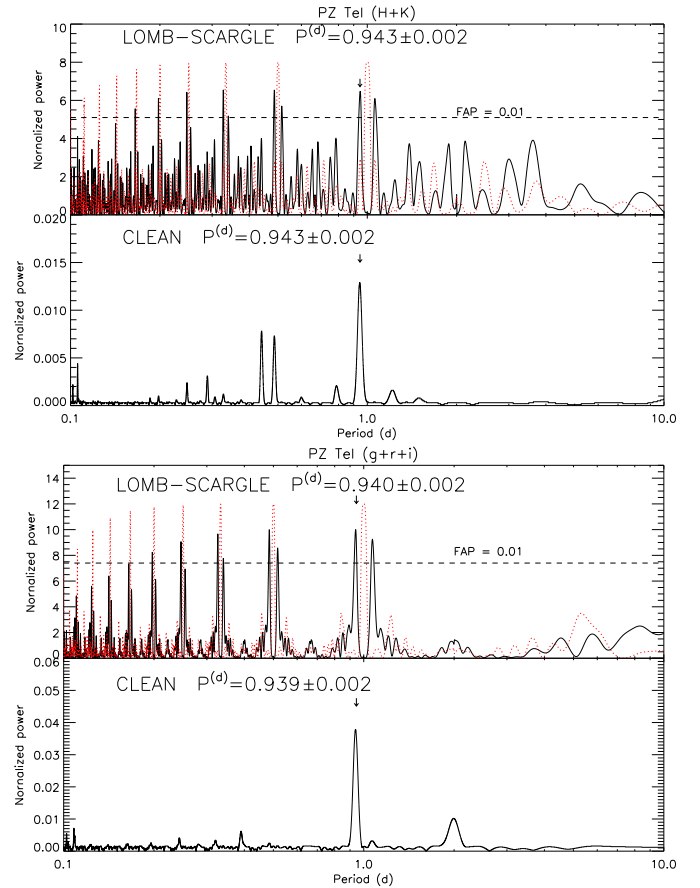 PZ Tel (H+K)
LOMB-SCARGLE P(d)=0.943±0.002
FAP = 0.01
Normalized power
10
8
6
4
2
0
CLEAN P(d)=0.943±0.002
Normalized power
0.020
0.015
0.010
0.005
0.000
0.1 1.0 10.0
Period (d)
PZ Tel (g+r+i)
LOMB-SCARGLE P(d)=0.940±0.002
FAP = 0.01
Normalized power
14
12
10
8
6
4
2
0
CLEAN P(d)=0.939±0.002
Normalized power
0.06
0.05
0.04
0.03
0.02
0.01
0.00
0.1 1.0 10.0
Period (d)